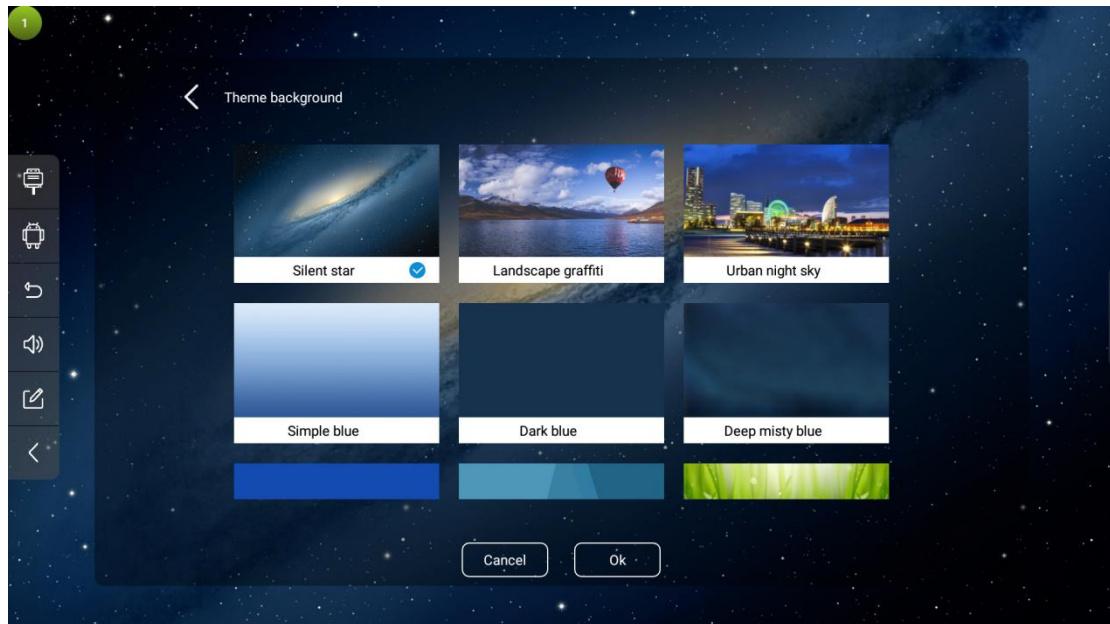 1
Theme background
Silent star
Landscape graffiti
Urban night sky
Simple blue
Dark blue
Deep misty blue
Cancel
Ok